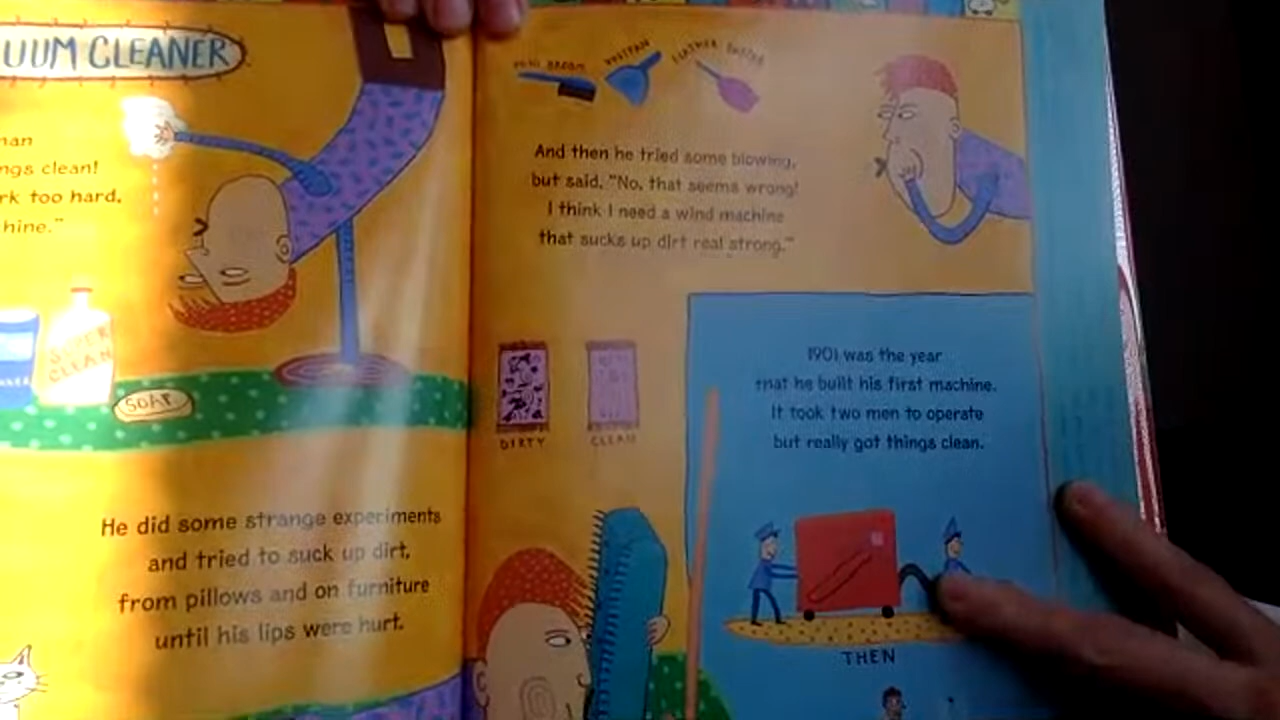 UUM CLEANER
ngs clean!
rk too hard,
hine."
SUPER
CLEAN
SOAP
He did some strange experiments
and tried to suck up dirt,
from pillows and on furniture
until his lips were hurt.
DUSTPAN
FEATHER DUSTER
And then he tried some blowing,
but said, "No, that seems wrong!
I think I need a wind machine
that sucks up dirt real strong."
DIRTY
CLEAN
1901 was the year
that he built his first machine.
It took two men to operate
but really got things clean.
THEN